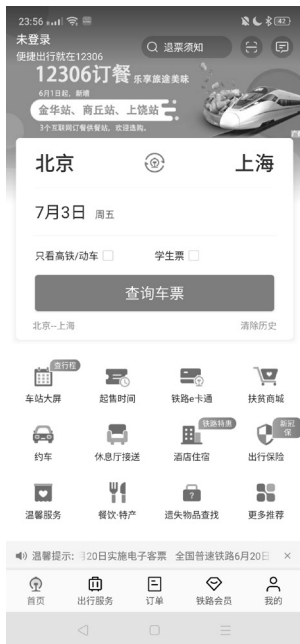 23:56
42
未登录
便捷出行就在12306
退票须知
12306订餐 乐享旅途美味
6月1日起，新增
金华站、商丘站、上饶站
3个互联网订餐供餐站，欢迎选购。
北京
上海
7月3日 周五
只看高铁/动车
学生票
查询车票
北京--上海
清除历史
查行程
车站大屏
起售时间
铁路e卡通
扶贫商城
铁路特惠
新冠保
约车
休息厅接送
酒店住宿
出行保险
温馨服务
餐饮·特产
遗失物品查找
更多推荐
温馨提示: 月20日实施电子客票 全国普速铁路6月20日
首页
出行服务
订单
铁路会员
我的